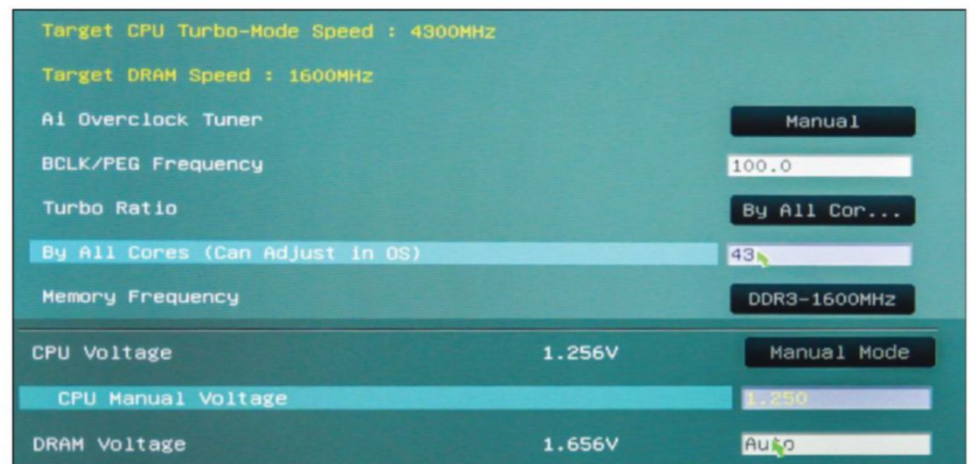 Target CPU Turbo-Mode Speed : 4300MHz
Target DRAM Speed : 1600MHz
Ai Overclock Tuner Manual
BCLK/PEG Frequency 100.0
Turbo Ratio By All Cor...
By All Cores (Can Adjust in OS) 43
Memory Frequency DDR3-1600MHz
CPU Voltage 1.256V Manual Mode
CPU Manual Voltage 1.250
DRAM Voltage 1.656V Auto